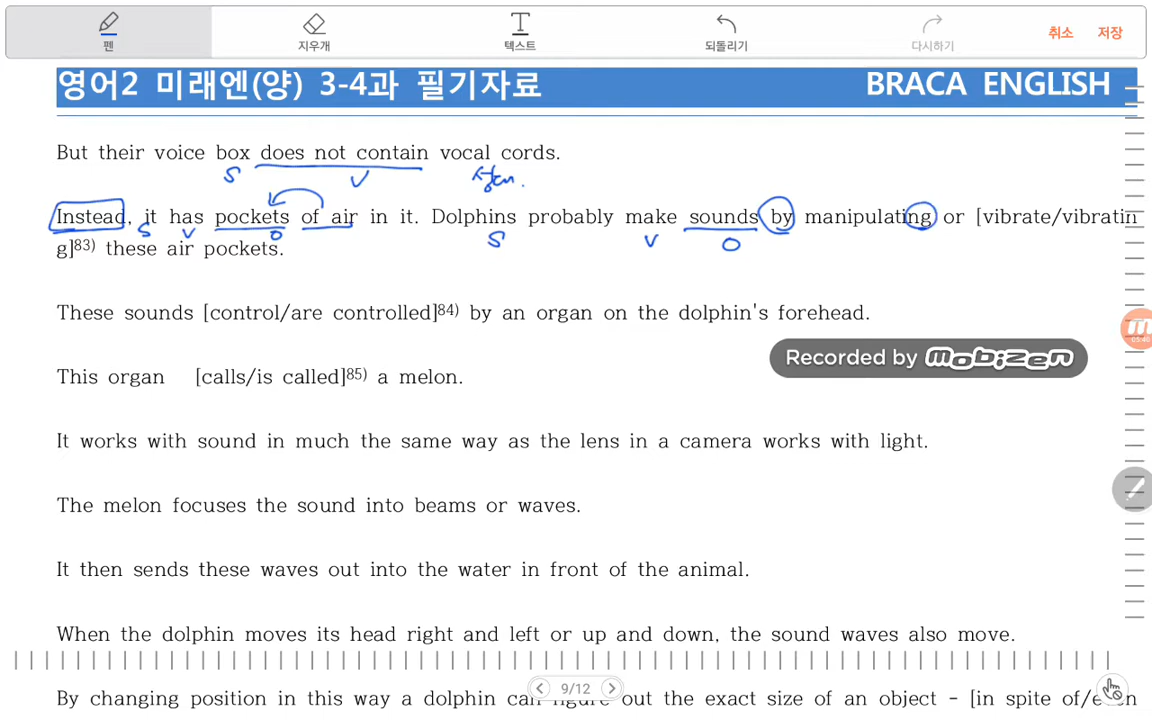 펜 지우개 텍스트 되돌리기 다시하기 취소 저장
영어2 미래엔(양) 3-4과 필기자료 BRACA ENGLISH
But their voice box does not contain vocal cords.
S V
Instead, it has pockets of air in it. Dolphins probably make sounds by manipulating or [vibrate/vibratin
S V O S V O
g]83) these air pockets.
These sounds [control/are controlled]84) by an organ on the dolphin's forehead.
Recorded by mobizen
This organ [calls/is called]85) a melon.
It works with sound in much the same way as the lens in a camera works with light.
The melon focuses the sound into beams or waves.
It then sends these waves out into the water in front of the animal.
When the dolphin moves its head right and left or up and down, the sound waves also move.
9/12
By changing position in this way a dolphin can figure out the exact size of an object - [in spite of/even